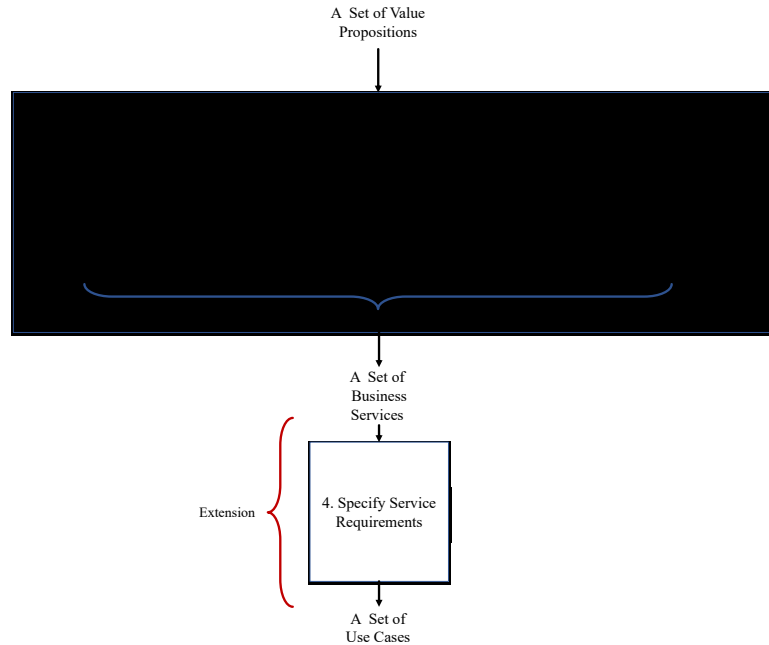 A Set of Value
Propositions
A Set of
Business
Services
4. Specify Service
Requirements
Extension
A Set of
Use Cases